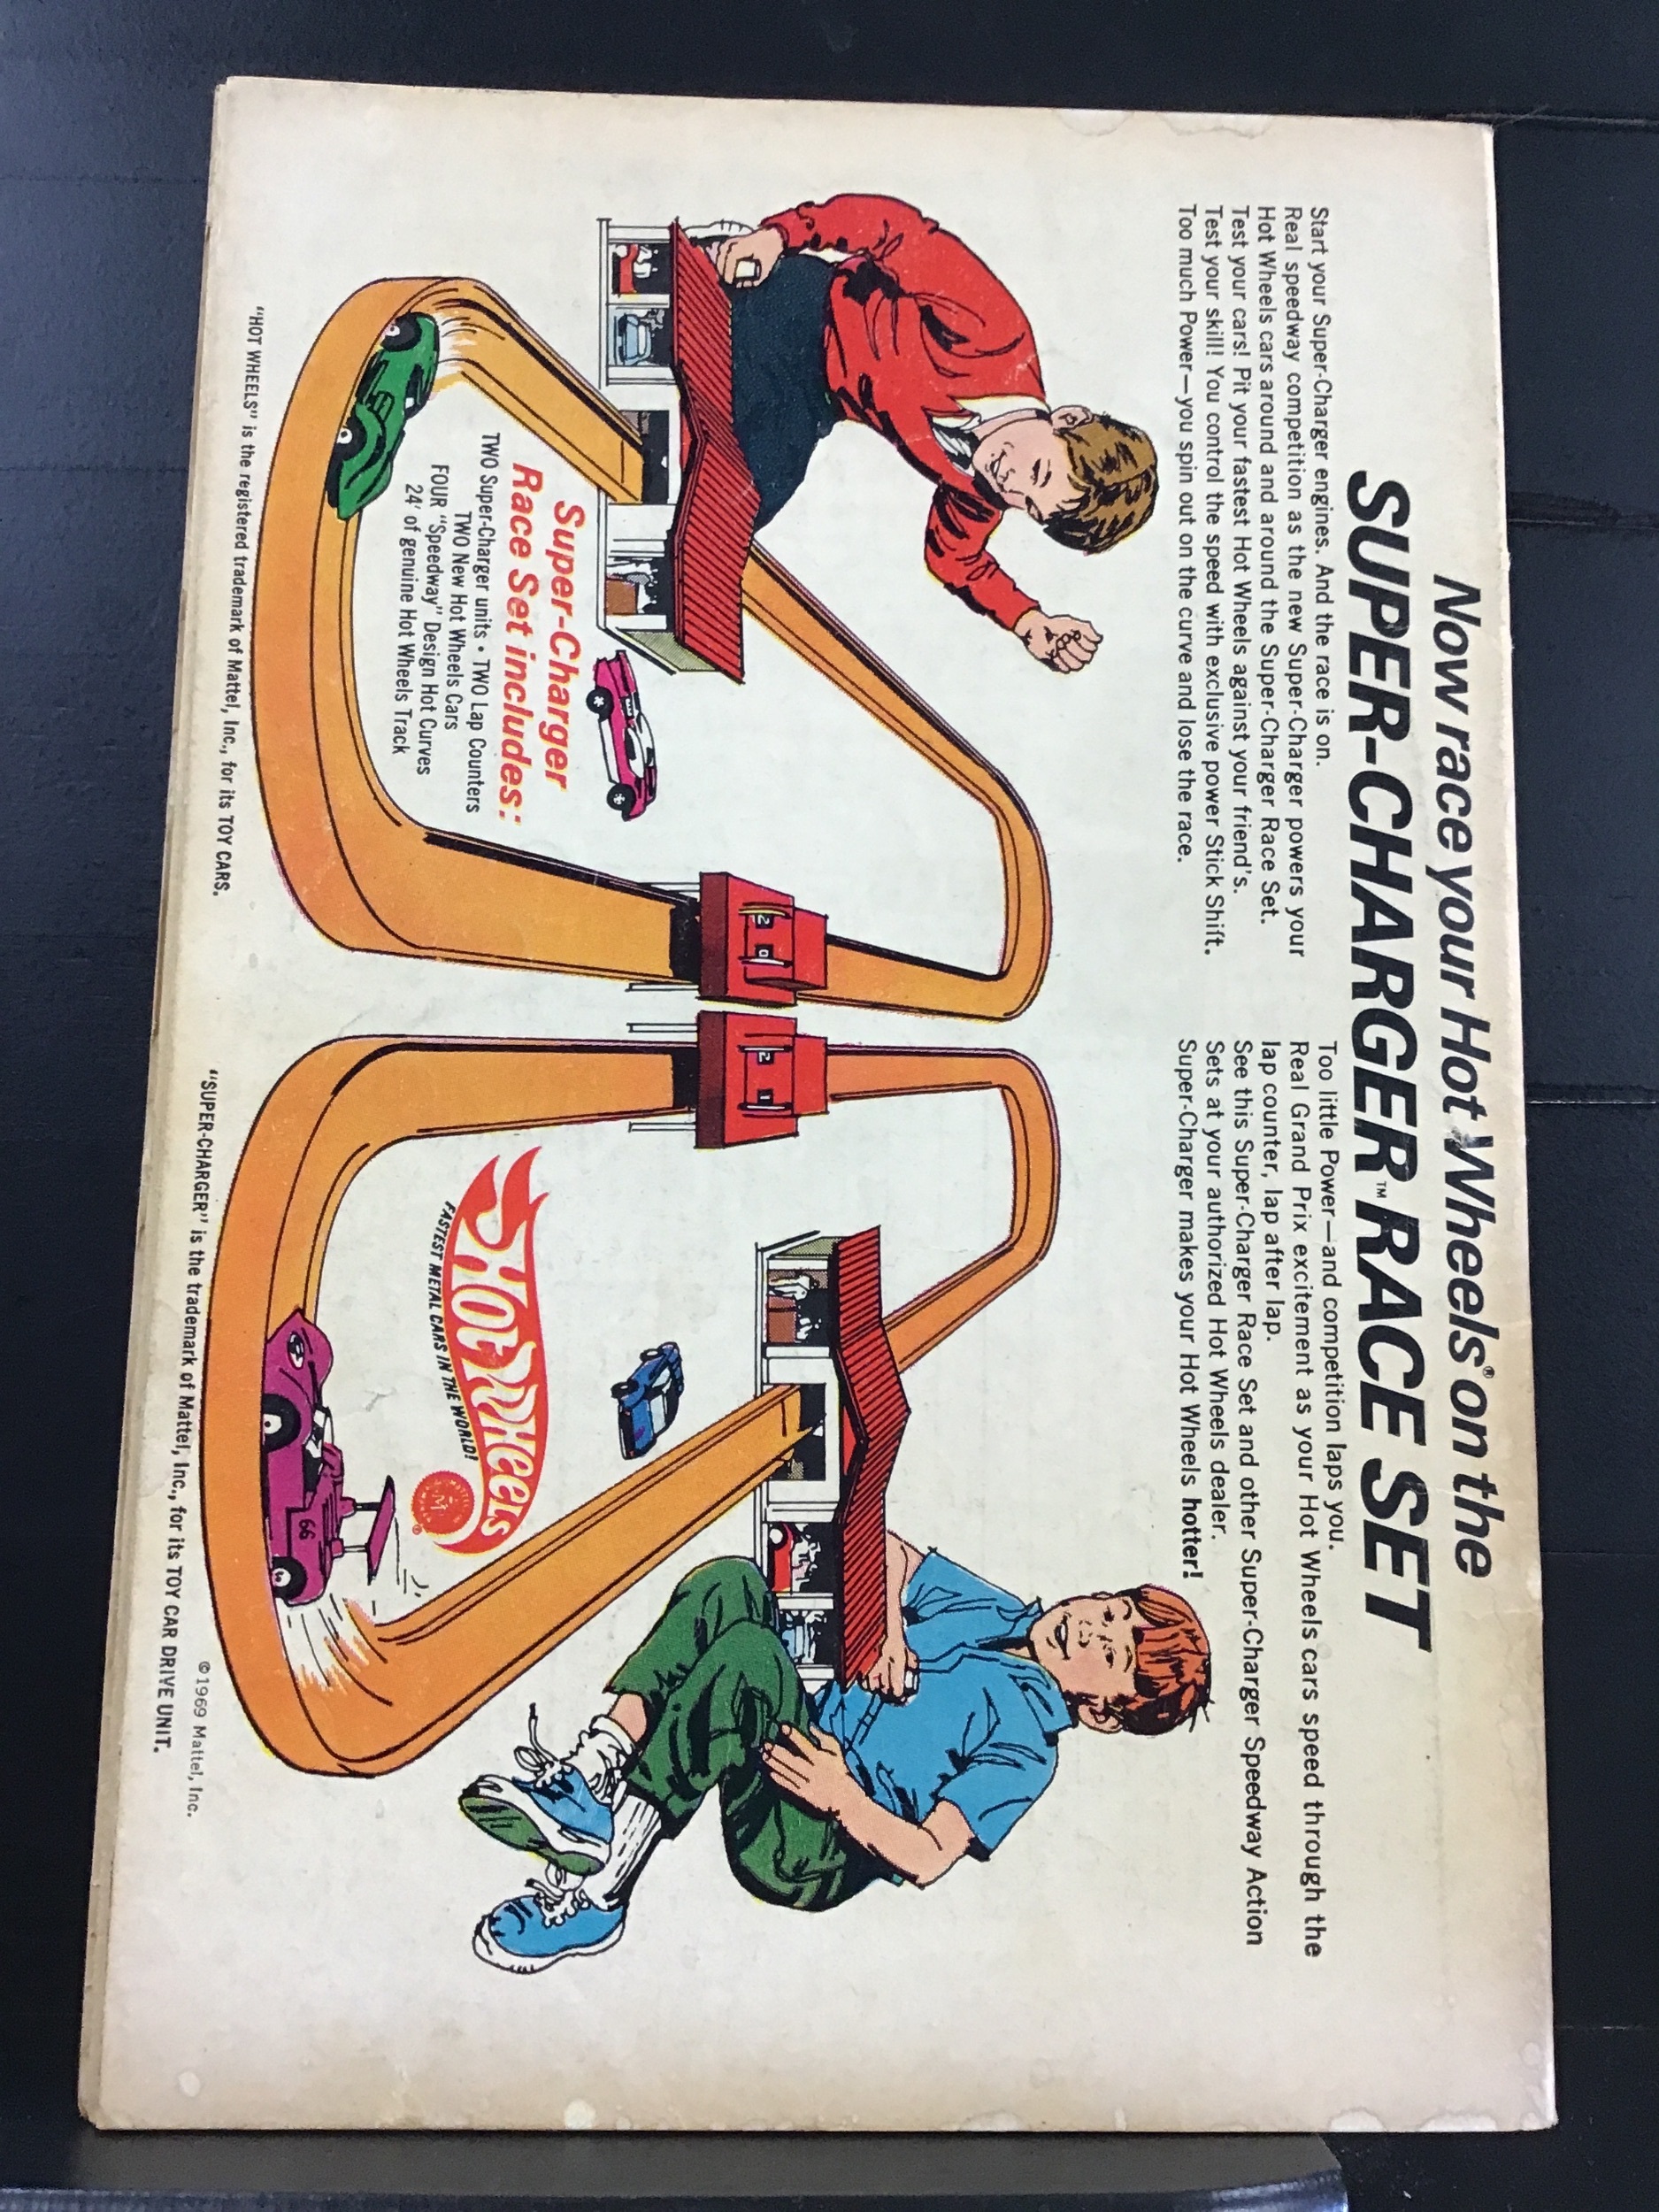 Now race your Hot Wheels® on the
SUPER-CHARGER™ RACE SET
Start your Super-Charger engines. And the race is on.
Real speedway competition as the new Super-Charger powers your
Hot Wheels cars around and around the Super-Charger Race Set.
Test your cars! Pit your fastest Hot Wheels against your friend's.
Test your skill! You control the speed with exclusive power Stick Shift.
Too much Power—you spin out on the curve and lose the race.
Too little Power—and competition laps you.
Real Grand Prix excitement as your Hot Wheels cars speed through the
lap counter, lap after lap.
See this Super-Charger Race Set and other Super-Charger Speedway Action
Sets at your authorized Hot Wheels dealer.
Super-Charger makes your Hot Wheels hotter!
2 0
2 1
Super-Charger
Race Set includes:
TWO Super-Charger units • TWO Lap Counters
TWO New Hot Wheels Cars
FOUR "Speedway" Design Hot Curves
24' of genuine Hot Wheels Track
HOT WHEELS
FASTEST METAL CARS IN THE WORLD!
M
®
66
"HOT WHEELS" is the registered trademark of Mattel, Inc., for its TOY CARS.
"SUPER-CHARGER" is the trademark of Mattel, Inc., for its TOY CAR DRIVE UNIT.
© 1969 Mattel, Inc.